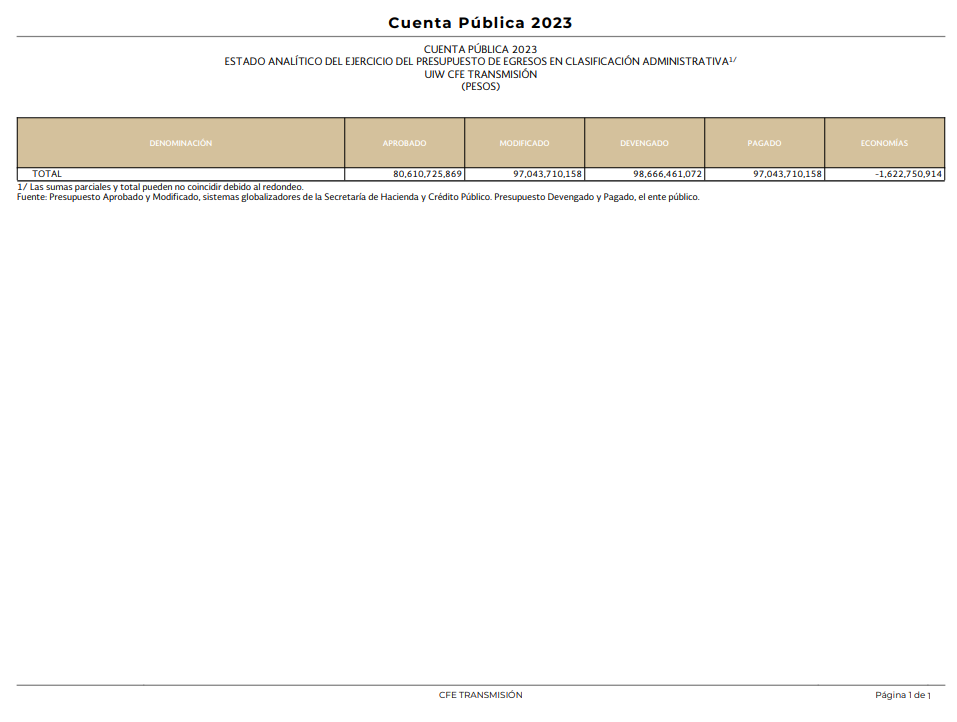 Cuenta Pública 2023
CUENTA PÚBLICA 2023
ESTADO ANALÍTICO DEL EJERCICIO DEL PRESUPUESTO DE EGRESOS EN CLASIFICACIÓN ADMINISTRATIVA1/
UIW CFE TRANSMISIÓN
(PESOS)
DENOMINACIÓN APROBADO MODIFICADO DEVENGADO PAGADO ECONOMÍAS
TOTAL 80,610,725,869 97,043,710,158 98,666,461,072 97,043,710,158 -1,622,750,914
1/ Las sumas parciales y total pueden no coincidir debido al redondeo.
Fuente: Presupuesto Aprobado y Modificado, sistemas globalizadores de la Secretaría de Hacienda y Crédito Público. Presupuesto Devengado y Pagado, el ente público.
CFE TRANSMISIÓN Página 1 de 1